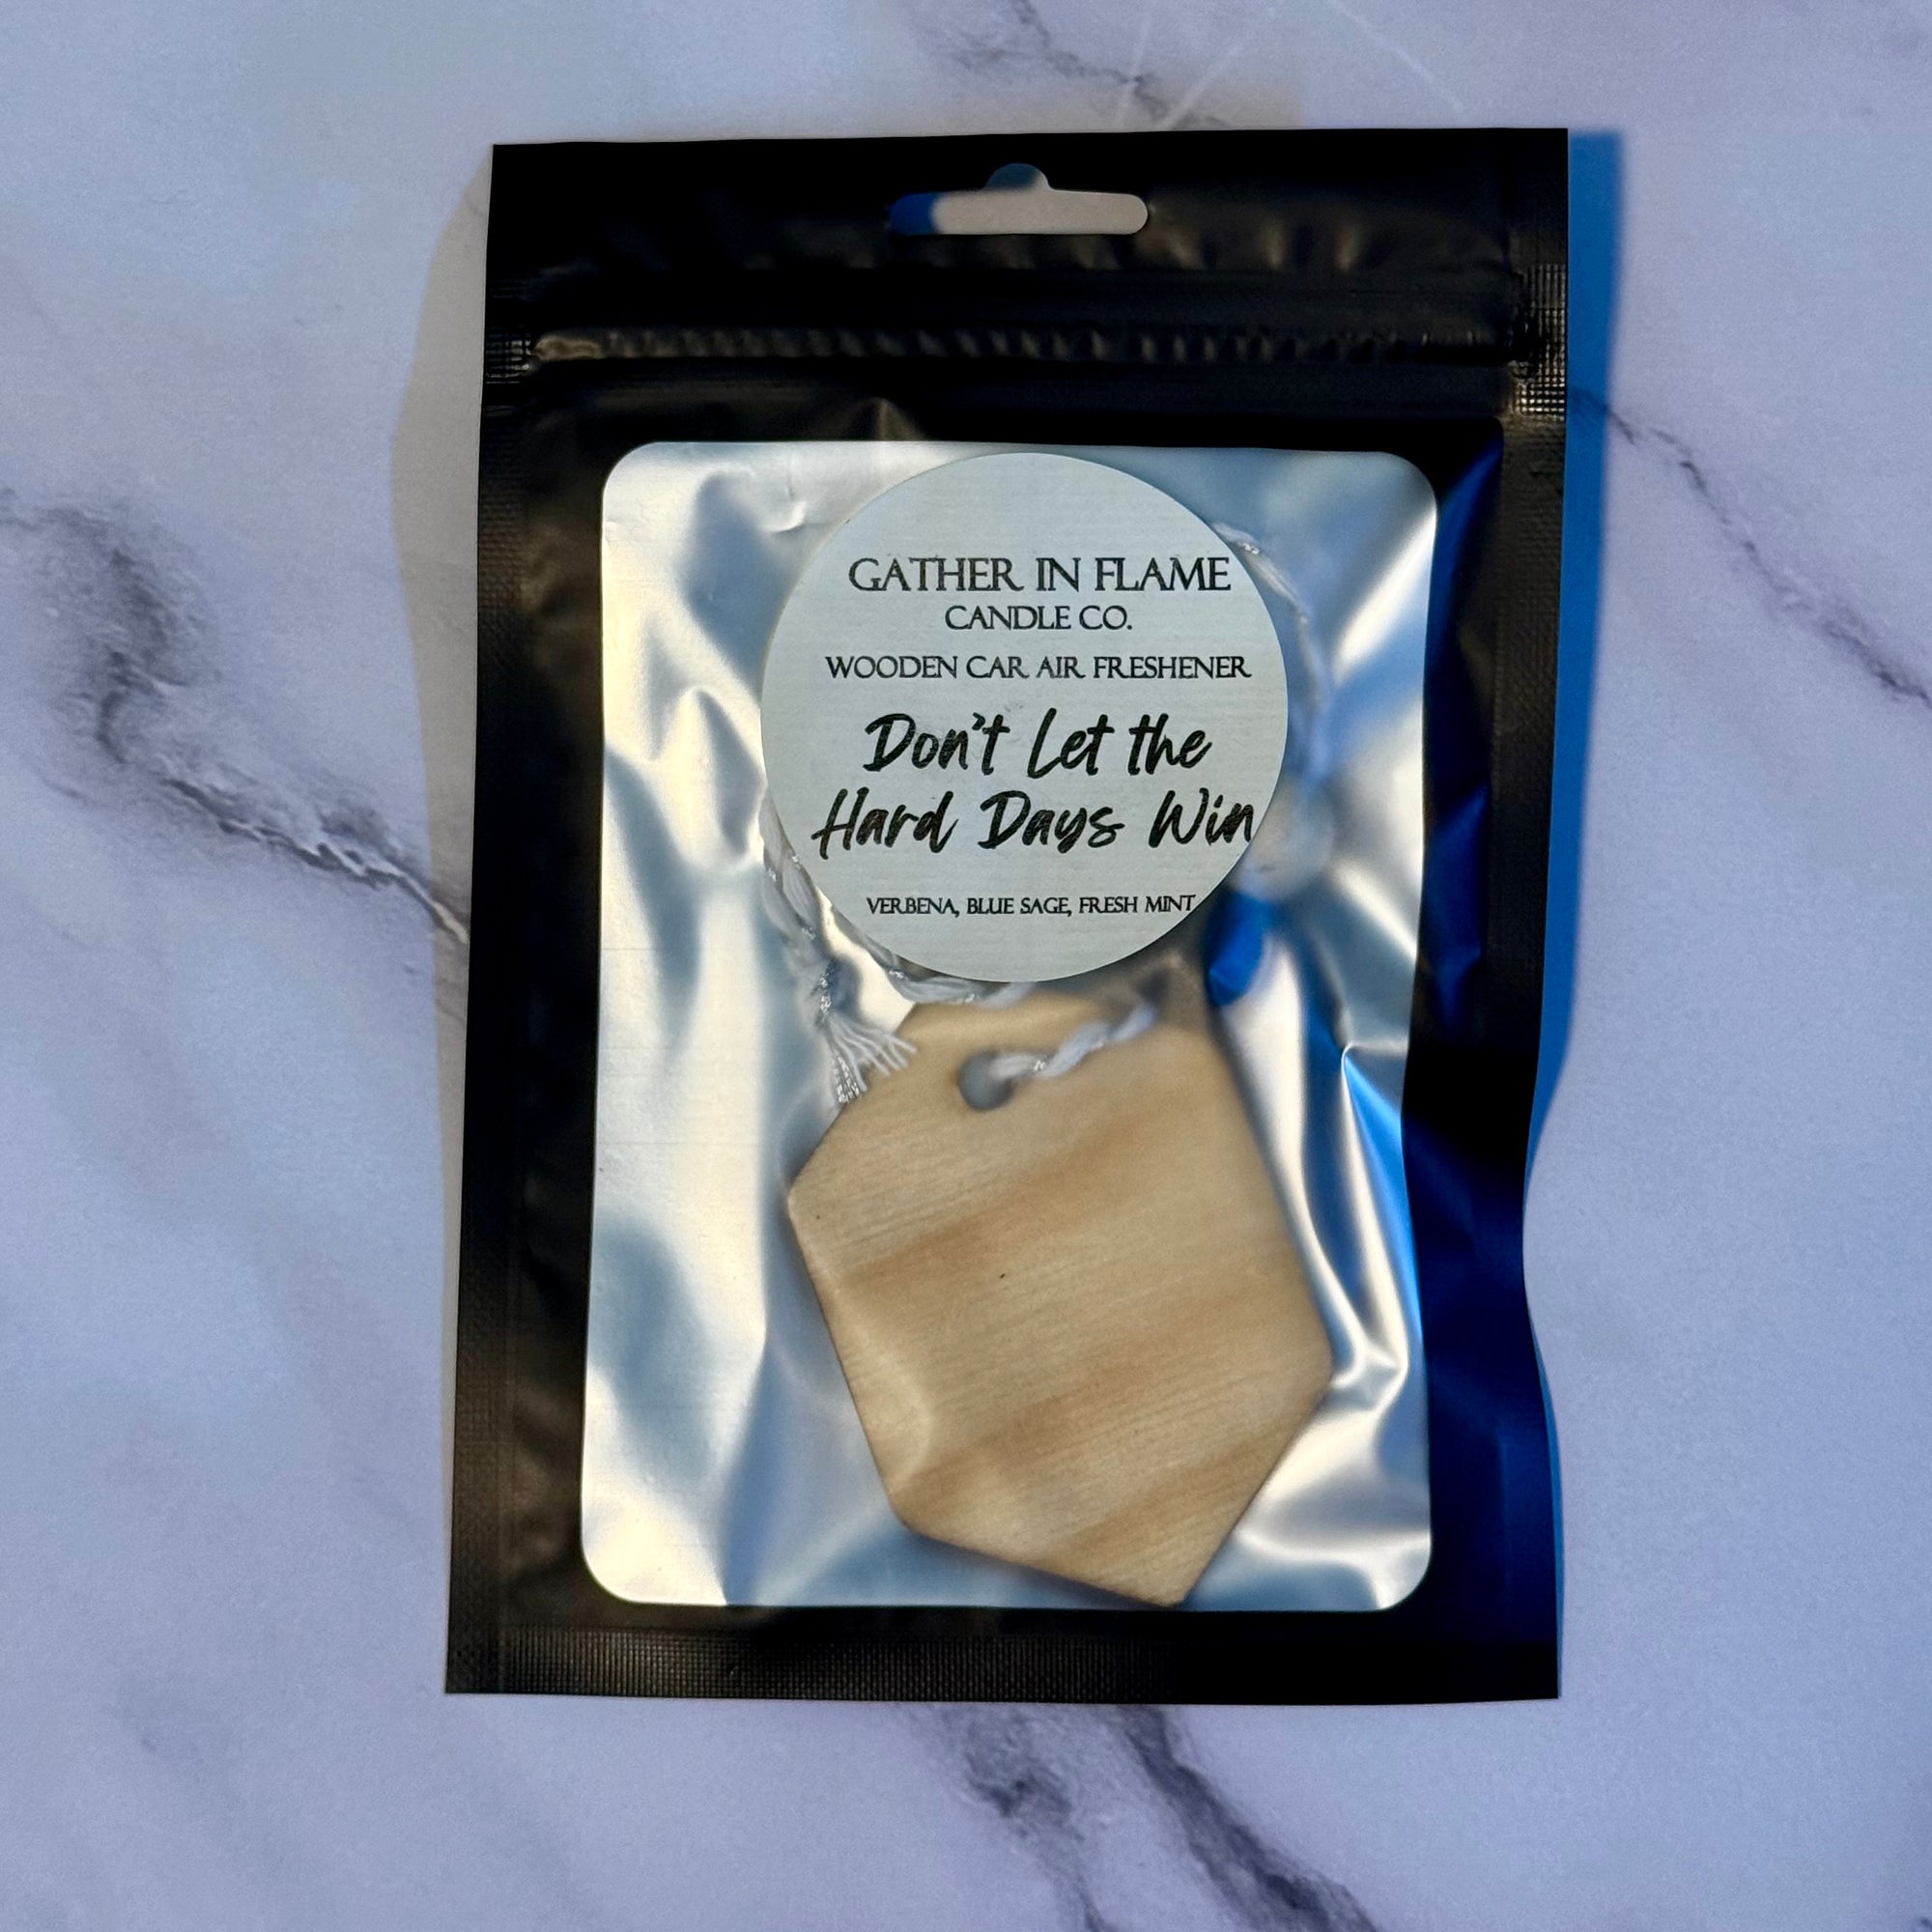 GATHER IN FLAME
CANDLE CO.
WOODEN CAR AIR FRESHENER
Don't Let the
Hard Days Win
VERBENA, BLUE SAGE, FRESH MINT